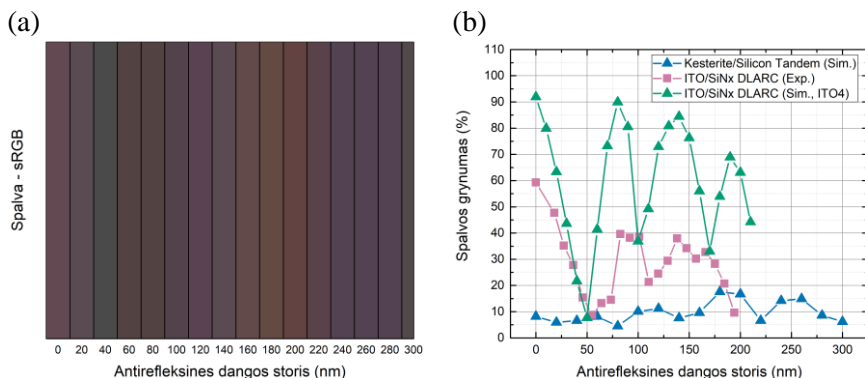 (a)
Spalva - sRGB
0 20 40 60 80 100 120 140 160 180 200 220 240 260 280 300
Antirefleksines dangos storis (nm)
(b)
Spalvos grynumas (%)
110
100
90
80
70
60
50
40
30
20
10
0
Kesterite/Silicon Tandem (Sim.)
ITO/SiNx DLARC (Exp.)
ITO/SiNx DLARC (Sim., ITO4)
0 50 100 150 200 250 300
Antirefleksines dangos storis (nm)